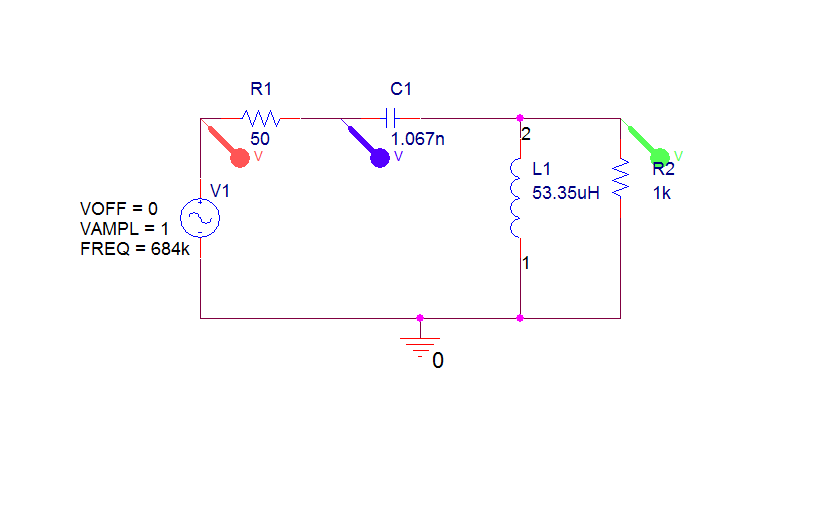 R1
C1
50
1.067n
2
V
V
V
V1
L1
R2
53.35uH
1k
VOFF = 0
VAMPL = 1
FREQ = 684k
1
0